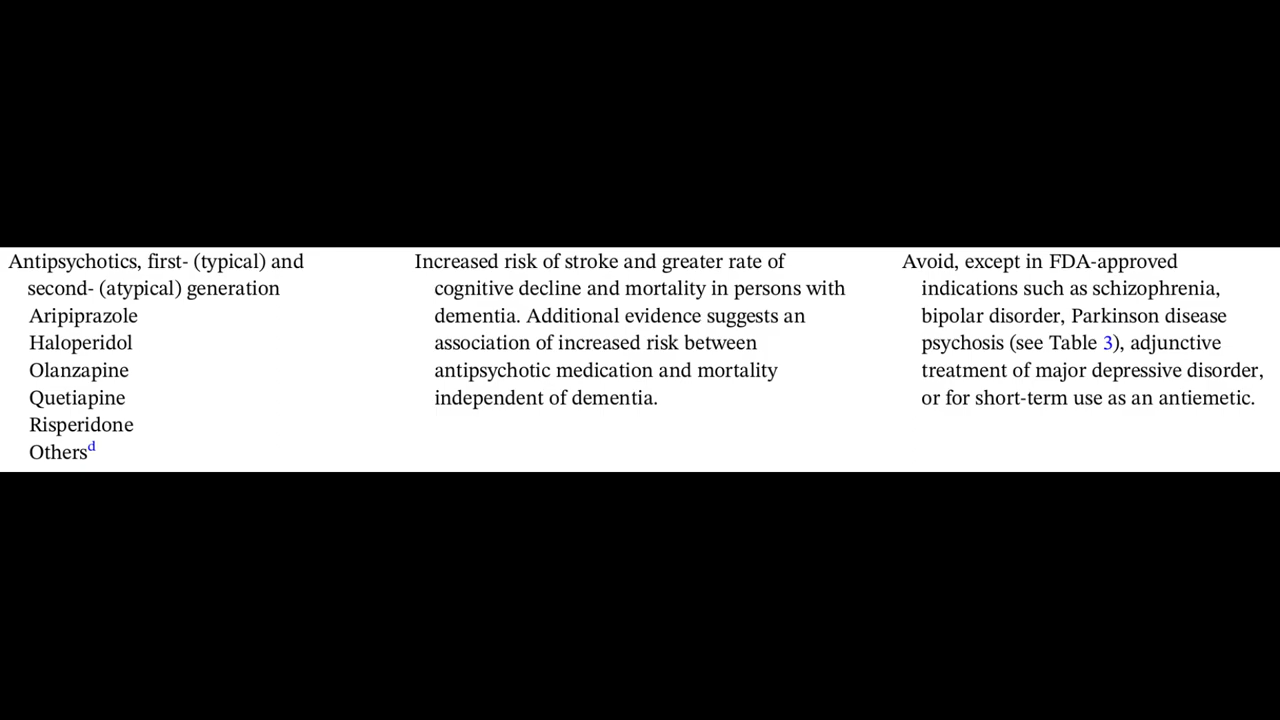 Antipsychotics, first- (typical) and
second- (atypical) generation
Aripiprazole
Haloperidol
Olanzapine
Quetiapine
Risperidone
Othersd
Increased risk of stroke and greater rate of
cognitive decline and mortality in persons with
dementia. Additional evidence suggests an
association of increased risk between
antipsychotic medication and mortality
independent of dementia.
Avoid, except in FDA-approved
indications such as schizophrenia,
bipolar disorder, Parkinson disease
psychosis (see Table 3), adjunctive
treatment of major depressive disorder,
or for short-term use as an antiemetic.